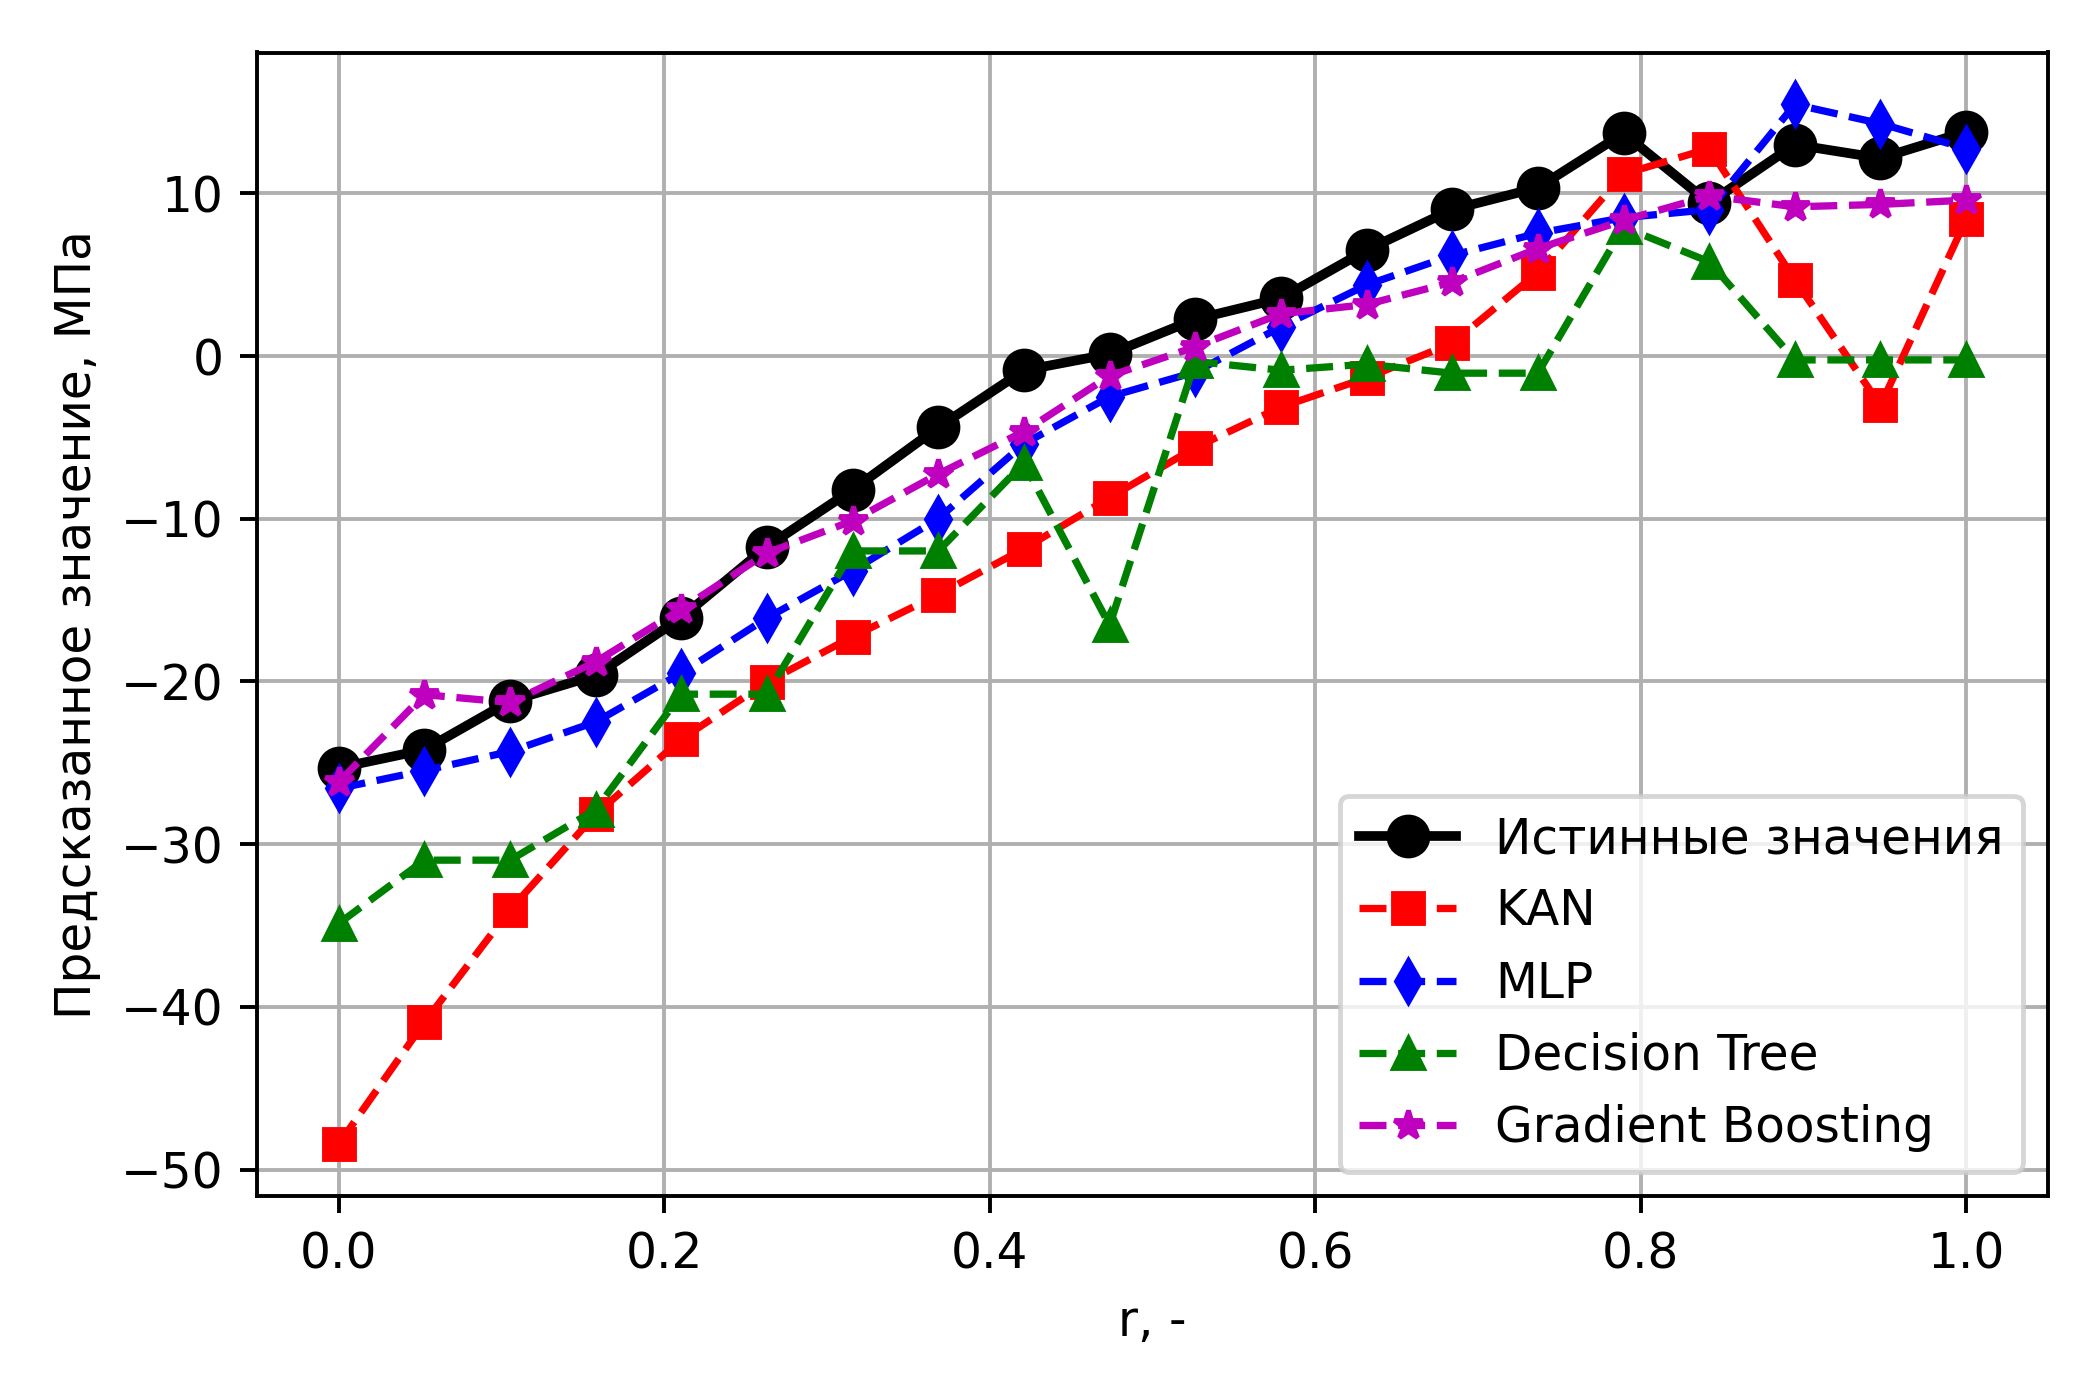 Предсказанное значение, МПа
10
0
−10
−20
−30
−40
−50
Истинные значения
KAN
MLP
Decision Tree
Gradient Boosting
0.0 0.2 0.4 0.6 0.8 1.0
r, -